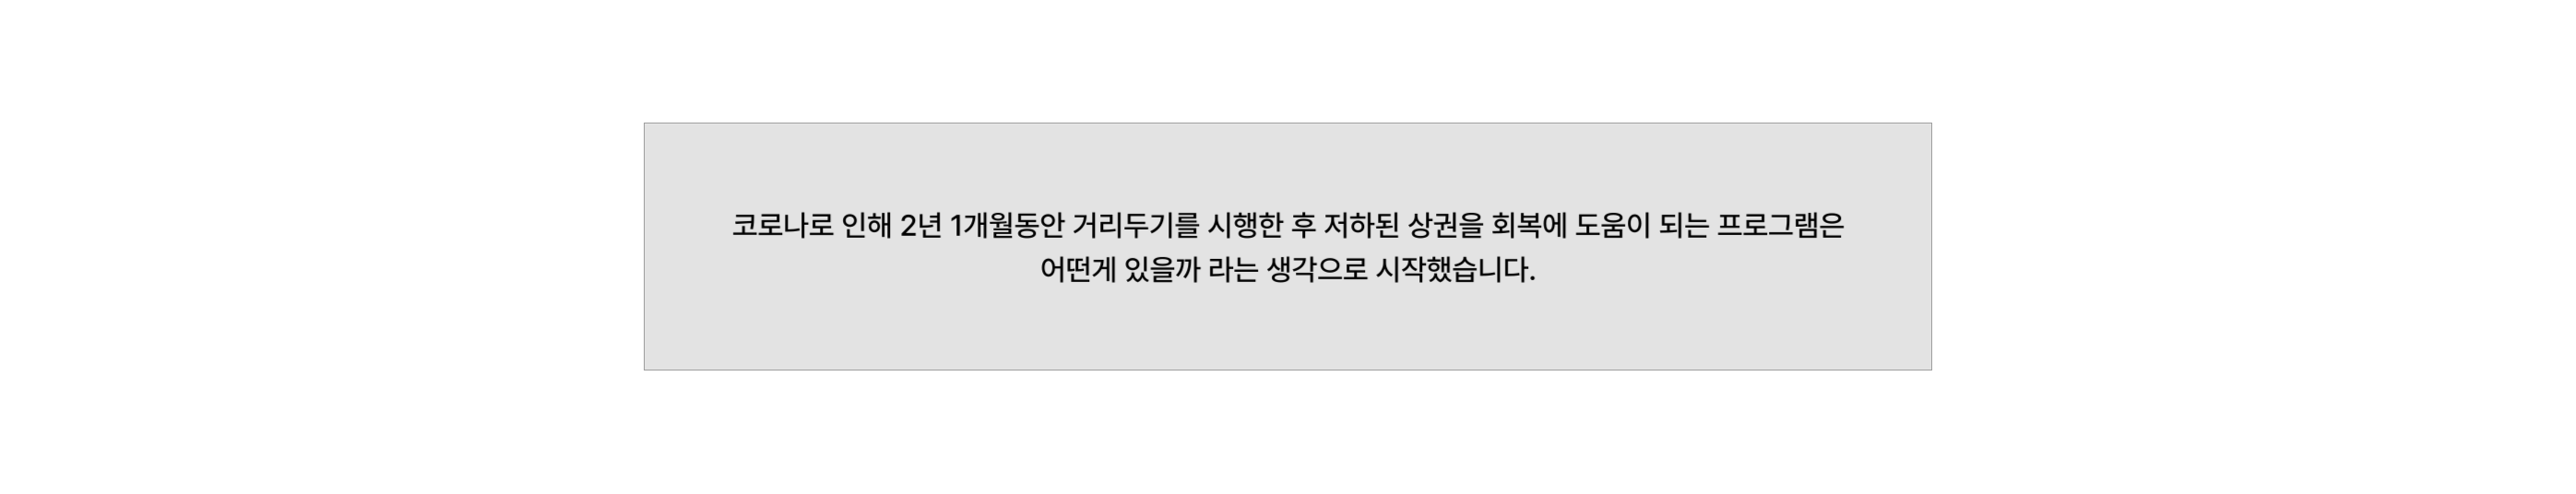 코로나로 인해 2년 1개월동안 거리두기를 시행한 후 저하된 상권을 회복에 도움이 되는 프로그램은
어떤게 있을까 라는 생각으로 시작했습니다.